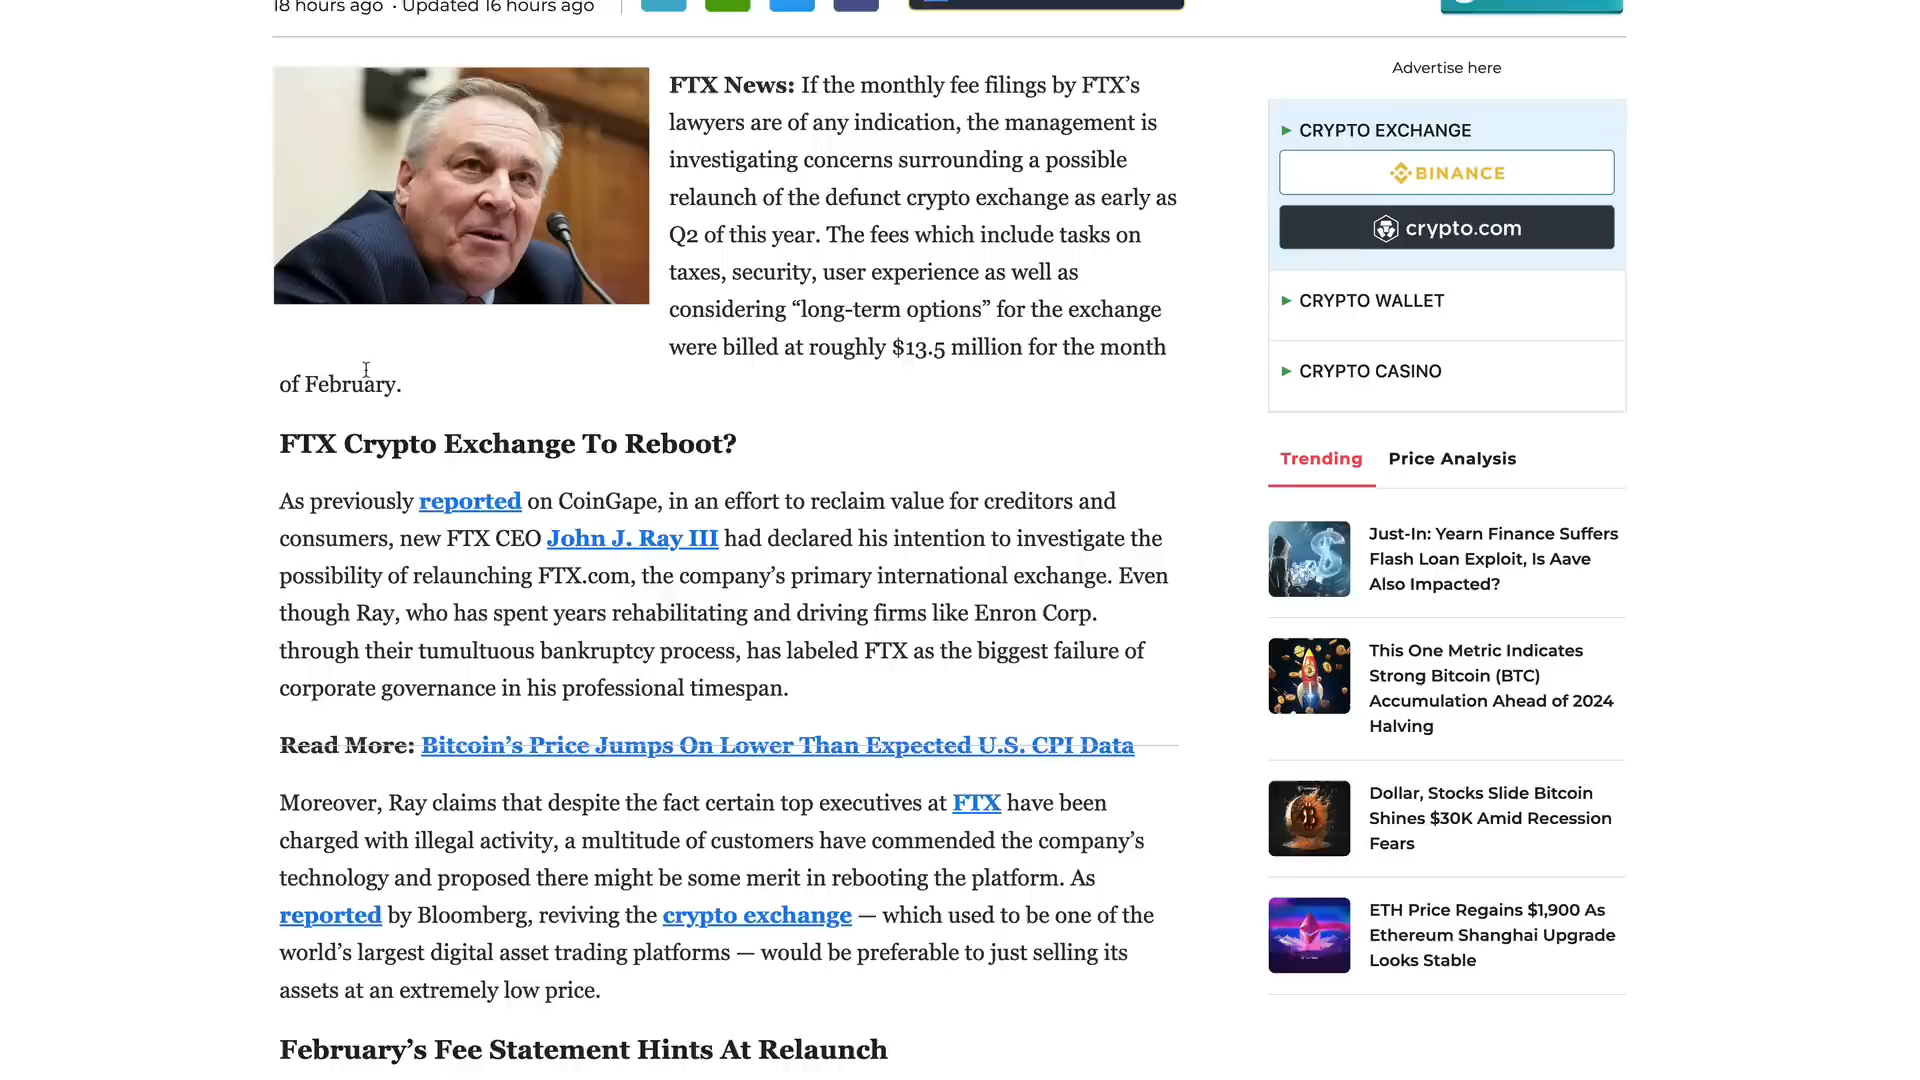 18 hours ago · Updated 16 hours ago
FTX News: If the monthly fee filings by FTX’s
lawyers are of any indication, the management is
investigating concerns surrounding a possible
relaunch of the defunct crypto exchange as early as
Q2 of this year. The fees which include tasks on
taxes, security, user experience as well as
considering “long-term options” for the exchange
were billed at roughly $13.5 million for the month
of February.
FTX Crypto Exchange To Reboot?
As previously reported on CoinGape, in an effort to reclaim value for creditors and
consumers, new FTX CEO John J. Ray III had declared his intention to investigate the
possibility of relaunching FTX.com, the company’s primary international exchange. Even
though Ray, who has spent years rehabilitating and driving firms like Enron Corp.
through their tumultuous bankruptcy process, has labeled FTX as the biggest failure of
corporate governance in his professional timespan.
Read More: Bitcoin’s Price Jumps On Lower Than Expected U.S. CPI Data
Moreover, Ray claims that despite the fact certain top executives at FTX have been
charged with illegal activity, a multitude of customers have commended the company’s
technology and proposed there might be some merit in rebooting the platform. As
reported by Bloomberg, reviving the crypto exchange — which used to be one of the
world’s largest digital asset trading platforms — would be preferable to just selling its
assets at an extremely low price.
February’s Fee Statement Hints At Relaunch
Advertise here
CRYPTO EXCHANGE
BINANCE
crypto.com
CRYPTO WALLET
CRYPTO CASINO
Trending Price Analysis
Just-In: Yearn Finance Suffers
Flash Loan Exploit, Is Aave
Also Impacted?
This One Metric Indicates
Strong Bitcoin (BTC)
Accumulation Ahead of 2024
Halving
Dollar, Stocks Slide Bitcoin
Shines $30K Amid Recession
Fears
ETH Price Regains $1,900 As
Ethereum Shanghai Upgrade
Looks Stable